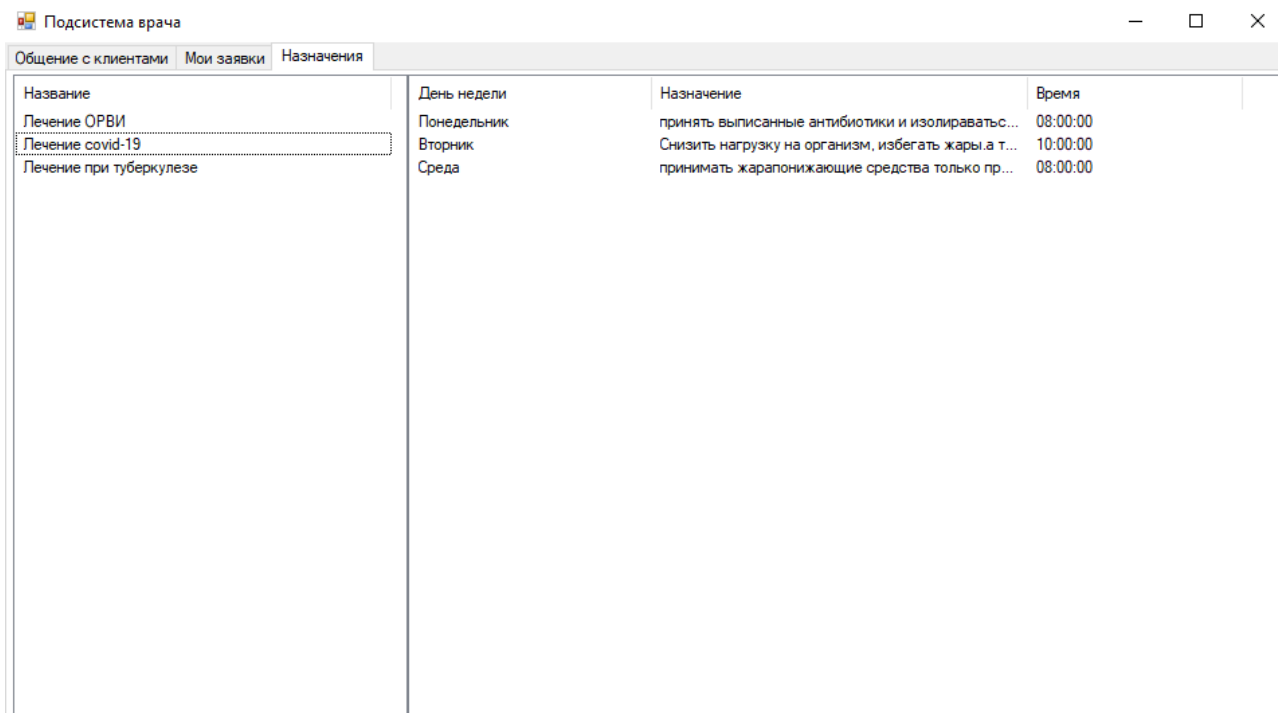 Подсистема врача
Общение с клиентами Мои заявки Назначения
Название День недели Назначение Время
Лечение ОРВИ Понедельник принять выписанные антибиотики и изолираватьс... 08:00:00
Лечение covid-19 Вторник Снизить нагрузку на организм, избегать жары.а т... 10:00:00
Лечение при туберкулезе Среда принимать жарапонижающие средства только пр... 08:00:00